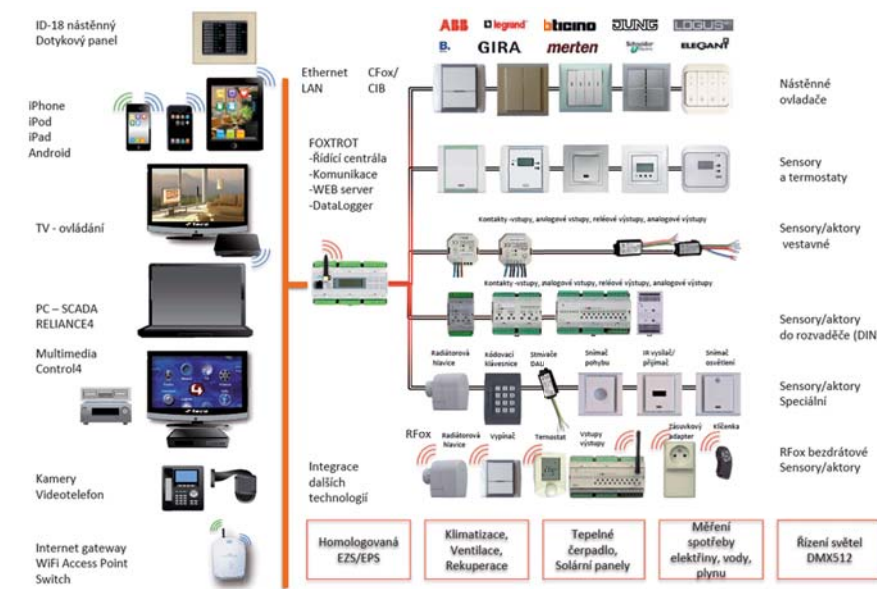 ID-18 nástěnný
Dotykový panel
iPhone
iPod
iPad
Android
TV - ovládání
PC – SCADA
RELIANCE4
Multimedia
Control4
Kamery
Videotelefon
Internet gateway
WiFi Access Point
Switch
Ethernet
LAN
CFox/
CIB
FOXTROT
-Řídící centrála
-Komunikace
-WEB server
-DataLogger
ABB
legrand
bticino
JUNG
LOGUS
B.
GIRA
merten
Schneider
Electric
ELEGANT
Nástěnné
ovladače
Sensory
a termostaty
Kontakty -vstupy, analogové vstupy, reléové výstupy, analogové výstupy
Sensory/aktory
vestavné
Kontakty -vstupy, analogové vstupy, reléové výstupy, analogové výstupy
Sensory/aktory
do rozvaděče (DIN
Radiátorová
hlavice
Kódovací
klávesnice
Stmívače
DALI
Snímač
pohybu
IR vysílač/
přijímač
Snímač
osvětlení
Sensory/aktory
Speciální
RFox
Radiátorová
hlavice
Vypínač
Termostat
Vstupy
výstupy
Zásuvkový
adapter
Klíčenka
RFox bezdrátové
Sensory/aktory
Integrace
dalších
technologií
Homologovaná
EZS/EPS
Klimatizace,
Ventilace,
Rekuperace
Tepelné
čerpadlo,
Solární panely
Měření
spotřeby
elektřiny, vody,
plynu
Řízení světel
DMX512